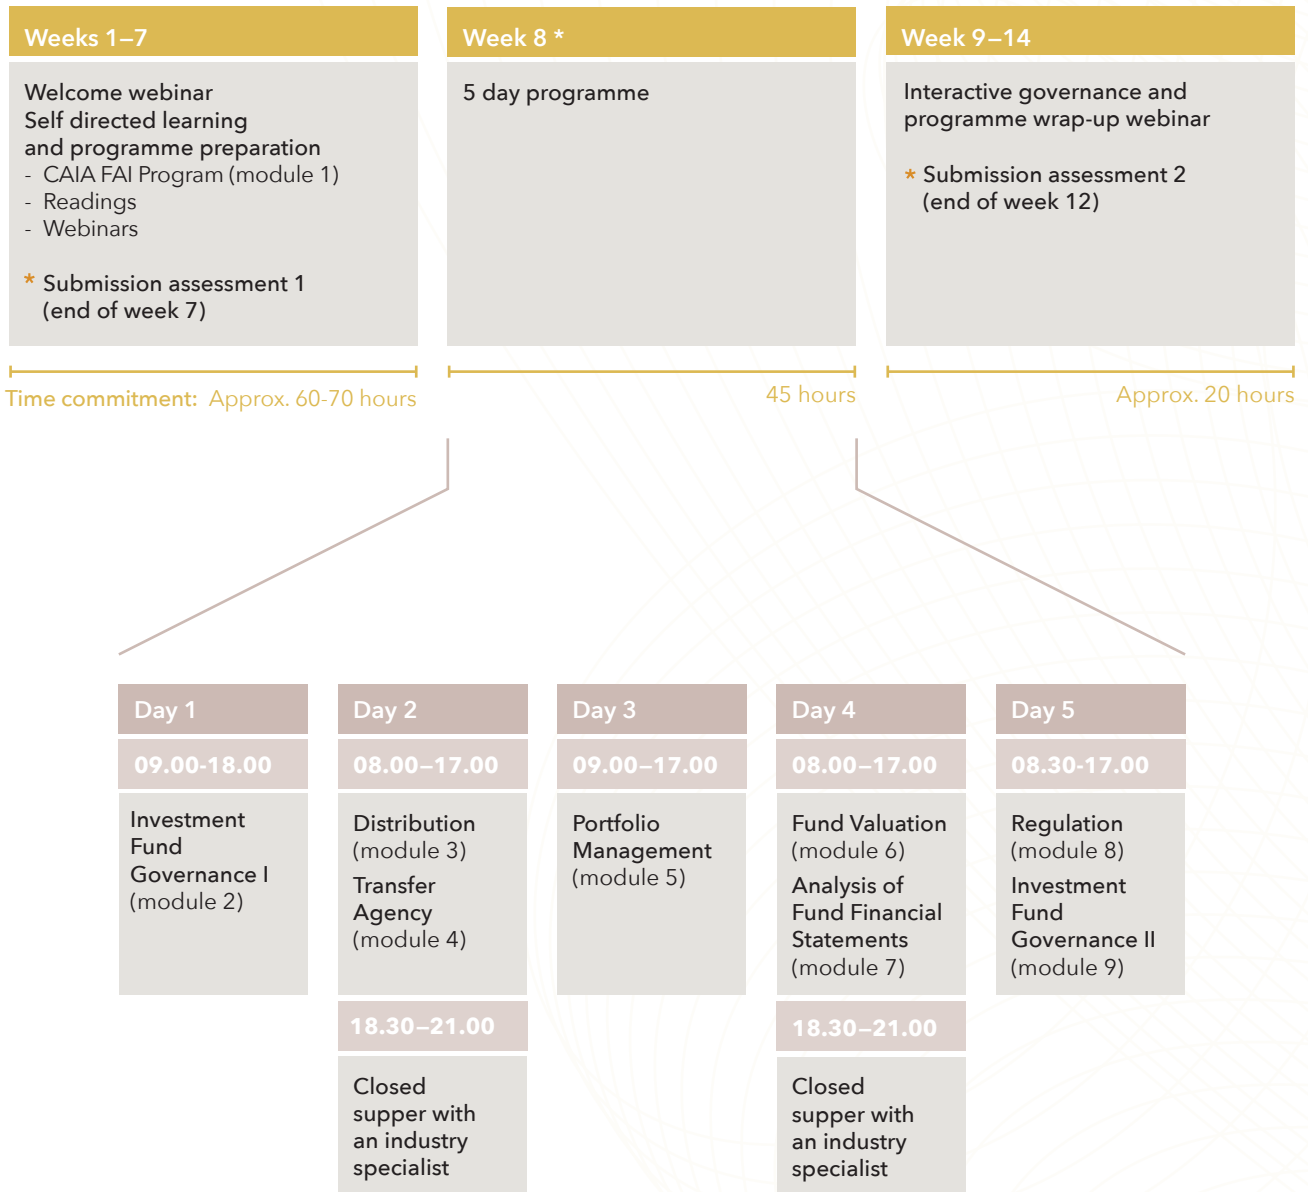 Weeks 1–7
Welcome webinar
Self directed learning
and programme preparation
- CAIA FAI Program (module 1)
- Readings
- Webinars
* Submission assessment 1
(end of week 7)
Week 8 *
5 day programme
Week 9–14
Interactive governance and
programme wrap-up webinar
* Submission assessment 2
(end of week 12)
Time commitment: Approx. 60-70 hours
45 hours
Approx. 20 hours
Day 1
09.00-18.00
Investment
Fund
Governance I
(module 2)
Day 2
08.00–17.00
Distribution
(module 3)
Transfer
Agency
(module 4)
18.30–21.00
Closed
supper with
an industry
specialist
Day 3
09.00–17.00
Portfolio
Management
(module 5)
Day 4
08.00–17.00
Fund Valuation
(module 6)
Analysis of
Fund Financial
Statements
(module 7)
18.30–21.00
Closed
supper with
an industry
specialist
Day 5
08.30-17.00
Regulation
(module 8)
Investment
Fund
Governance II
(module 9)